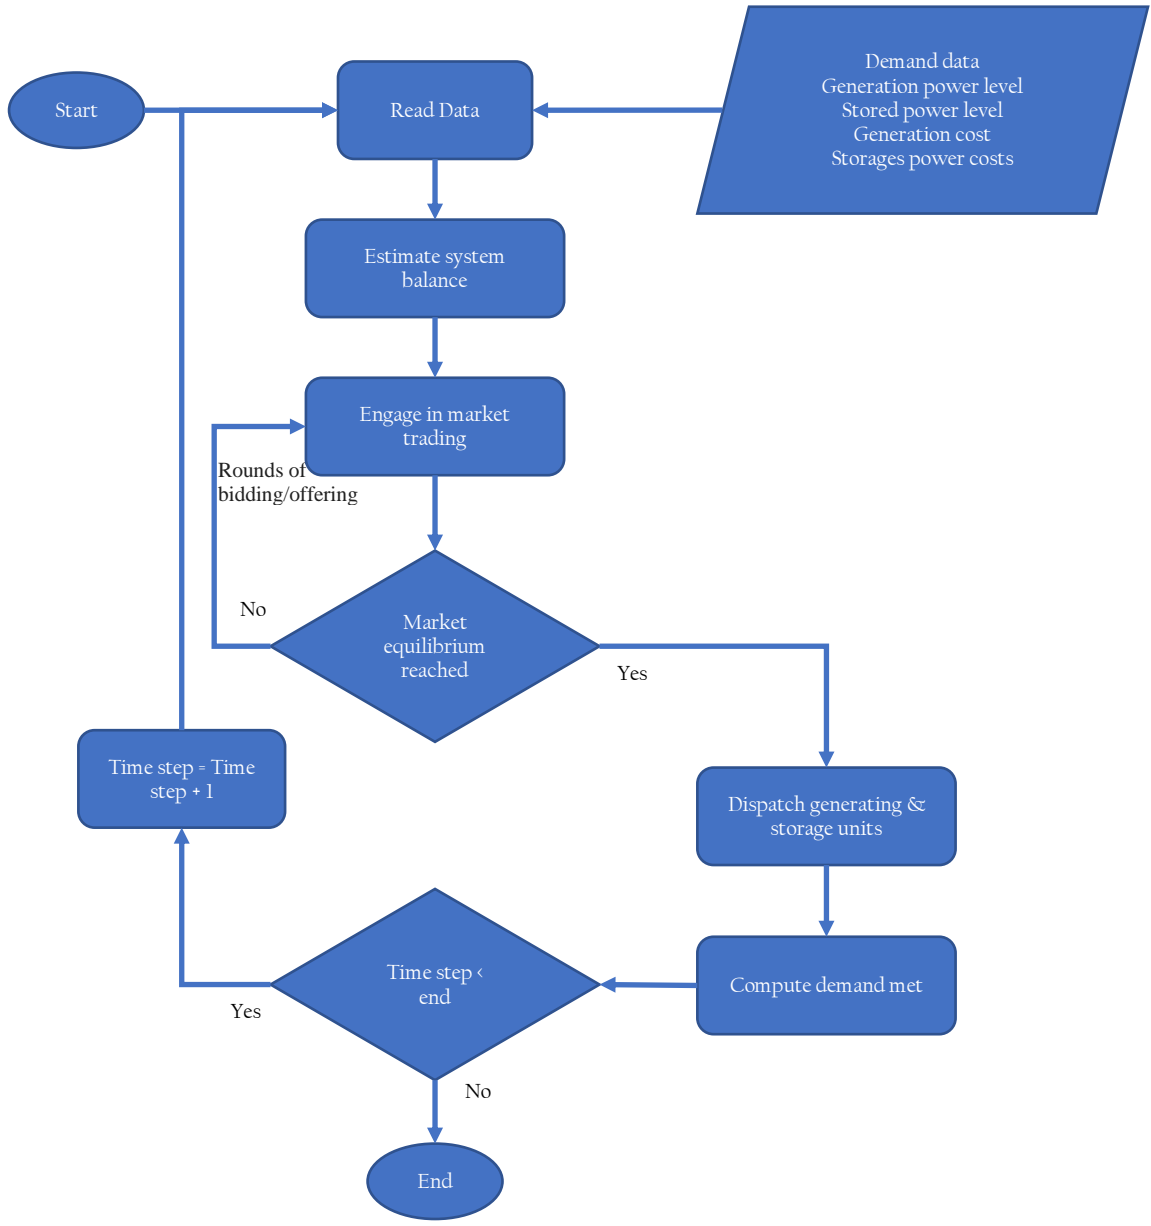 Start
Read Data
Demand data
Generation power level
Stored power level
Generation cost
Storages power costs
Estimate system
balance
Engage in market
trading
Rounds of
bidding/offering
No
Market
equilibrium
reached
Yes
Time step = Time
step + 1
Dispatch generating &
storage units
Time step <
end
Compute demand met
Yes
No
End